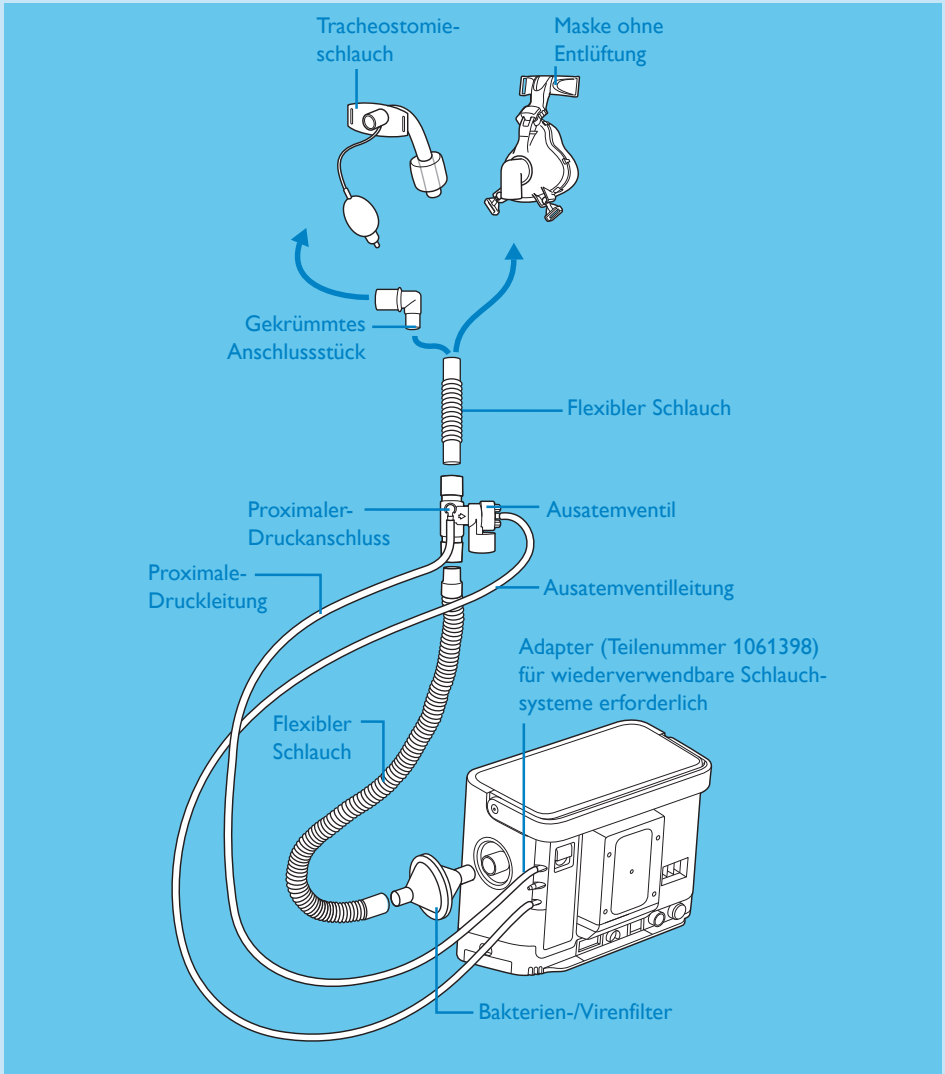 Tracheostomie-
schlauch
Maske ohne
Entlüftung
Gekrümmtes
Anschlussstück
Flexibler Schlauch
Proximaler-
Druckanschluss
Ausatemventil
Proximale-
Druckleitung
Ausatemventilleitung
Adapter (Teilenummer 1061398)
für wiederverwendbare Schlauch-
systeme erforderlich
Flexibler
Schlauch
Bakterien-/Virenfilter